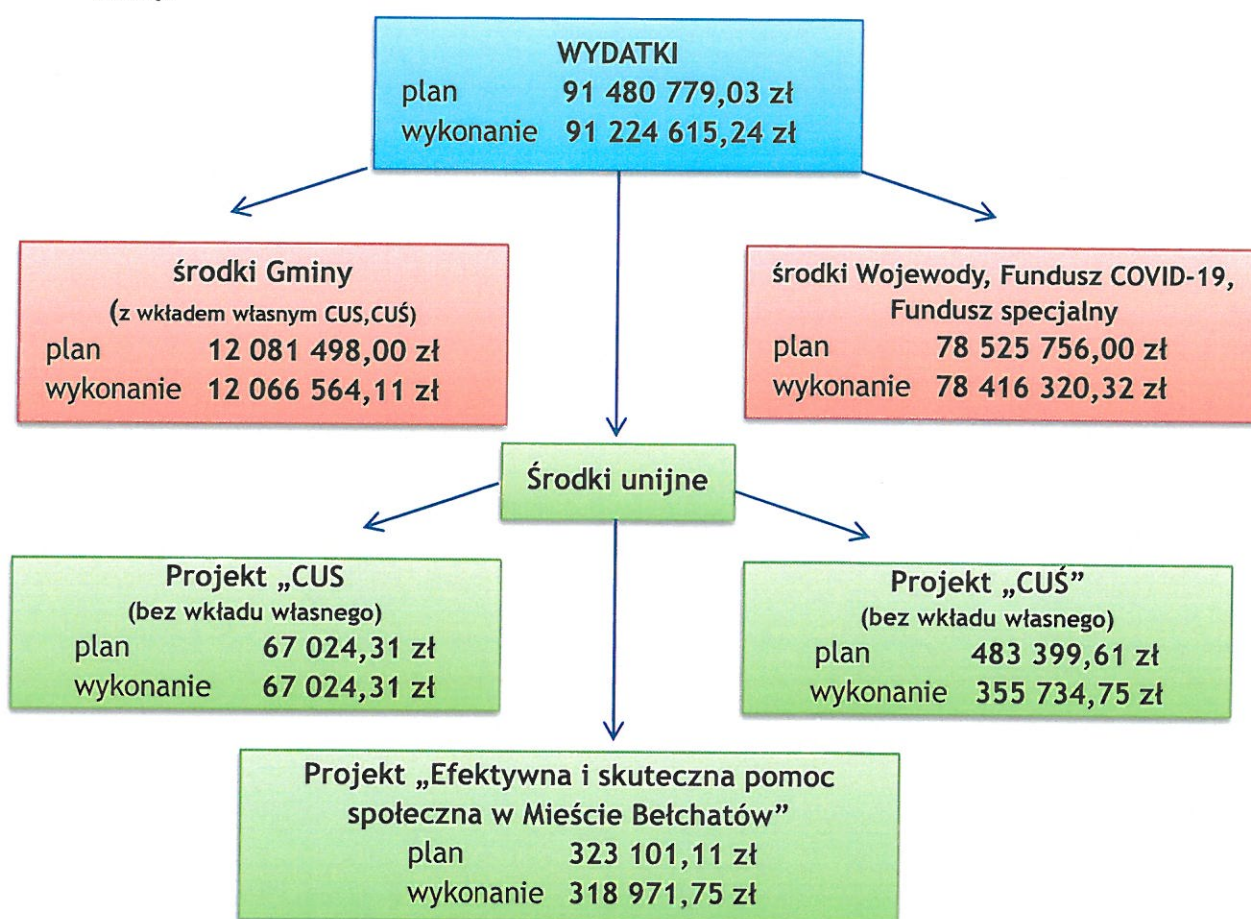 WYDATKI
plan 91 480 779,03 zł
wykonanie 91 224 615,24 zł
środki Gminy
(z wkładem własnym CUS,CUŚ)
plan 12 081 498,00 zł
wykonanie 12 066 564,11 zł
środki Wojewody, Fundusz COVID-19,
Fundusz specjalny
plan 78 525 756,00 zł
wykonanie 78 416 320,32 zł
Środki unijne
Projekt „CUS
(bez wkładu własnego)
plan 67 024,31 zł
wykonanie 67 024,31 zł
Projekt „CUŚ”
(bez wkładu własnego)
plan 483 399,61 zł
wykonanie 355 734,75 zł
Projekt „Efektywna i skuteczna pomoc
społeczna w Mieście Bełchatów”
plan 323 101,11 zł
wykonanie 318 971,75 zł